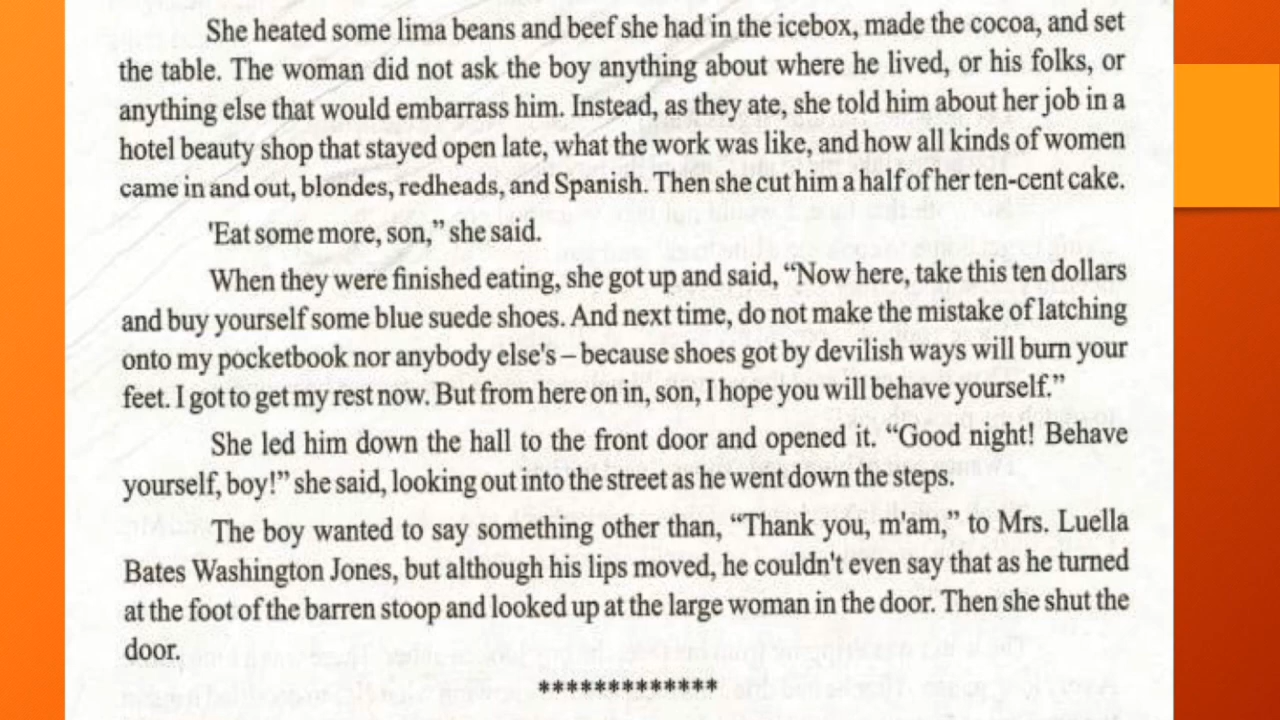 She heated some lima beans and beef she had in the icebox, made the cocoa, and set
the table. The woman did not ask the boy anything about where he lived, or his folks, or
anything else that would embarrass him. Instead, as they ate, she told him about her job in a
hotel beauty shop that stayed open late, what the work was like, and how all kinds of women
came in and out, blondes, redheads, and Spanish. Then she cut him a half of her ten-cent cake.
'Eat some more, son,” she said.
When they were finished eating, she got up and said, “Now here, take this ten dollars
and buy yourself some blue suede shoes. And next time, do not make the mistake of latching
onto my pocketbook nor anybody else's – because shoes got by devilish ways will burn your
feet. I got to get my rest now. But from here on in, son, I hope you will behave yourself.”
She led him down the hall to the front door and opened it. “Good night! Behave
yourself, boy!” she said, looking out into the street as he went down the steps.
The boy wanted to say something other than, “Thank you, m'am,” to Mrs. Luella
Bates Washington Jones, but although his lips moved, he couldn't even say that as he turned
at the foot of the barren stoop and looked up at the large woman in the door. Then she shut the
door.
*************